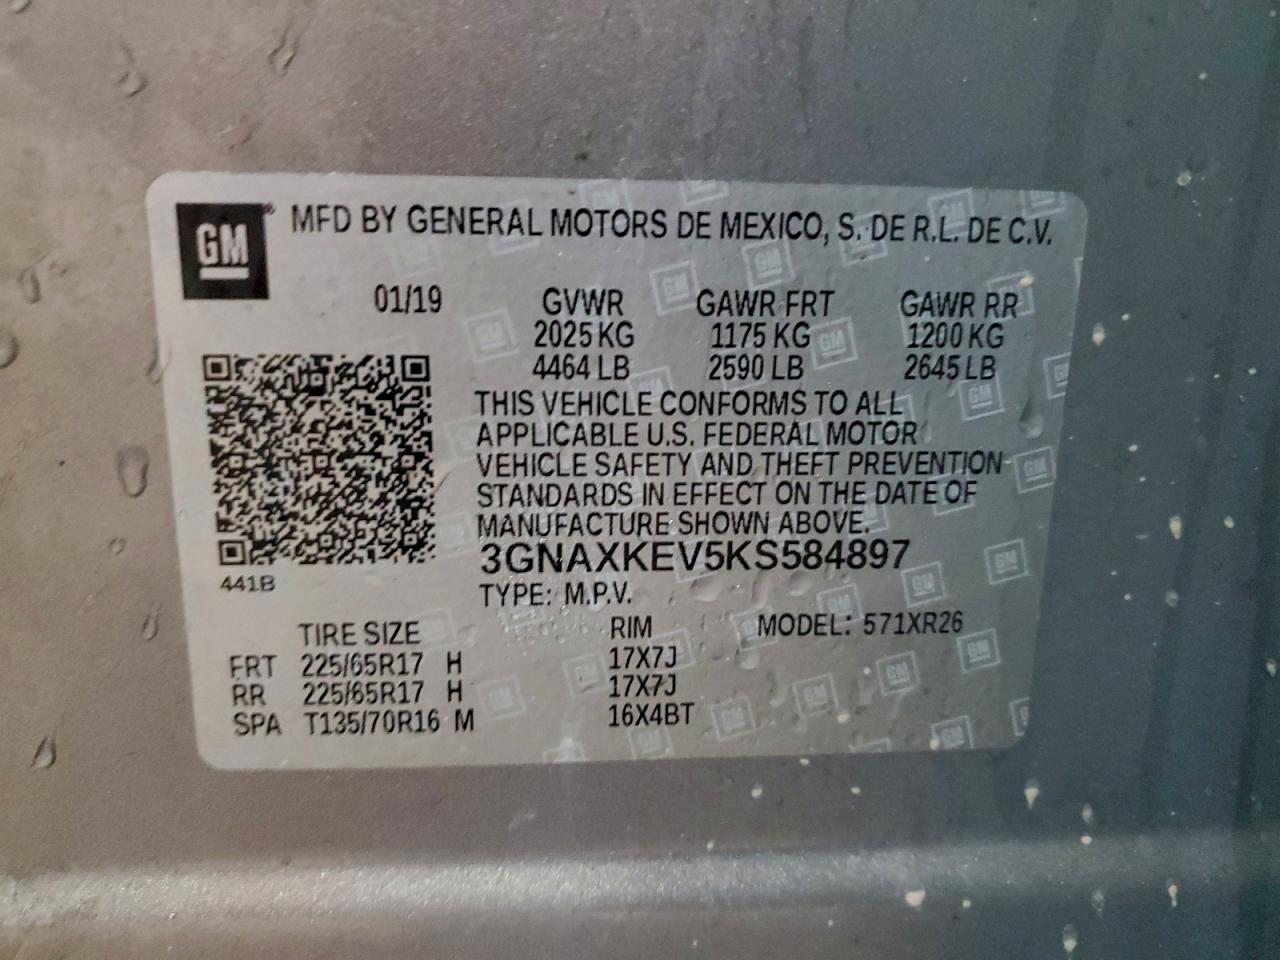 GM® MFD BY GENERAL MOTORS DE MEXICO, S. DE R.L. DE C.V.
01/19 GVWR GAWR FRT GAWR RR
2025 KG 1175 KG 1200 KG
4464 LB 2590 LB 2645 LB
THIS VEHICLE CONFORMS TO ALL
APPLICABLE U.S. FEDERAL MOTOR
VEHICLE SAFETY AND THEFT PREVENTION
STANDARDS IN EFFECT ON THE DATE OF
MANUFACTURE SHOWN ABOVE.
3GNAXKEV5KS584897
441B
TYPE: M.P.V.
TIRE SIZE RIM MODEL: 571XR26
FRT 225/65R17 H 17X7J
RR 225/65R17 H 17X7J
SPA T135/70R16 M 16X4BT